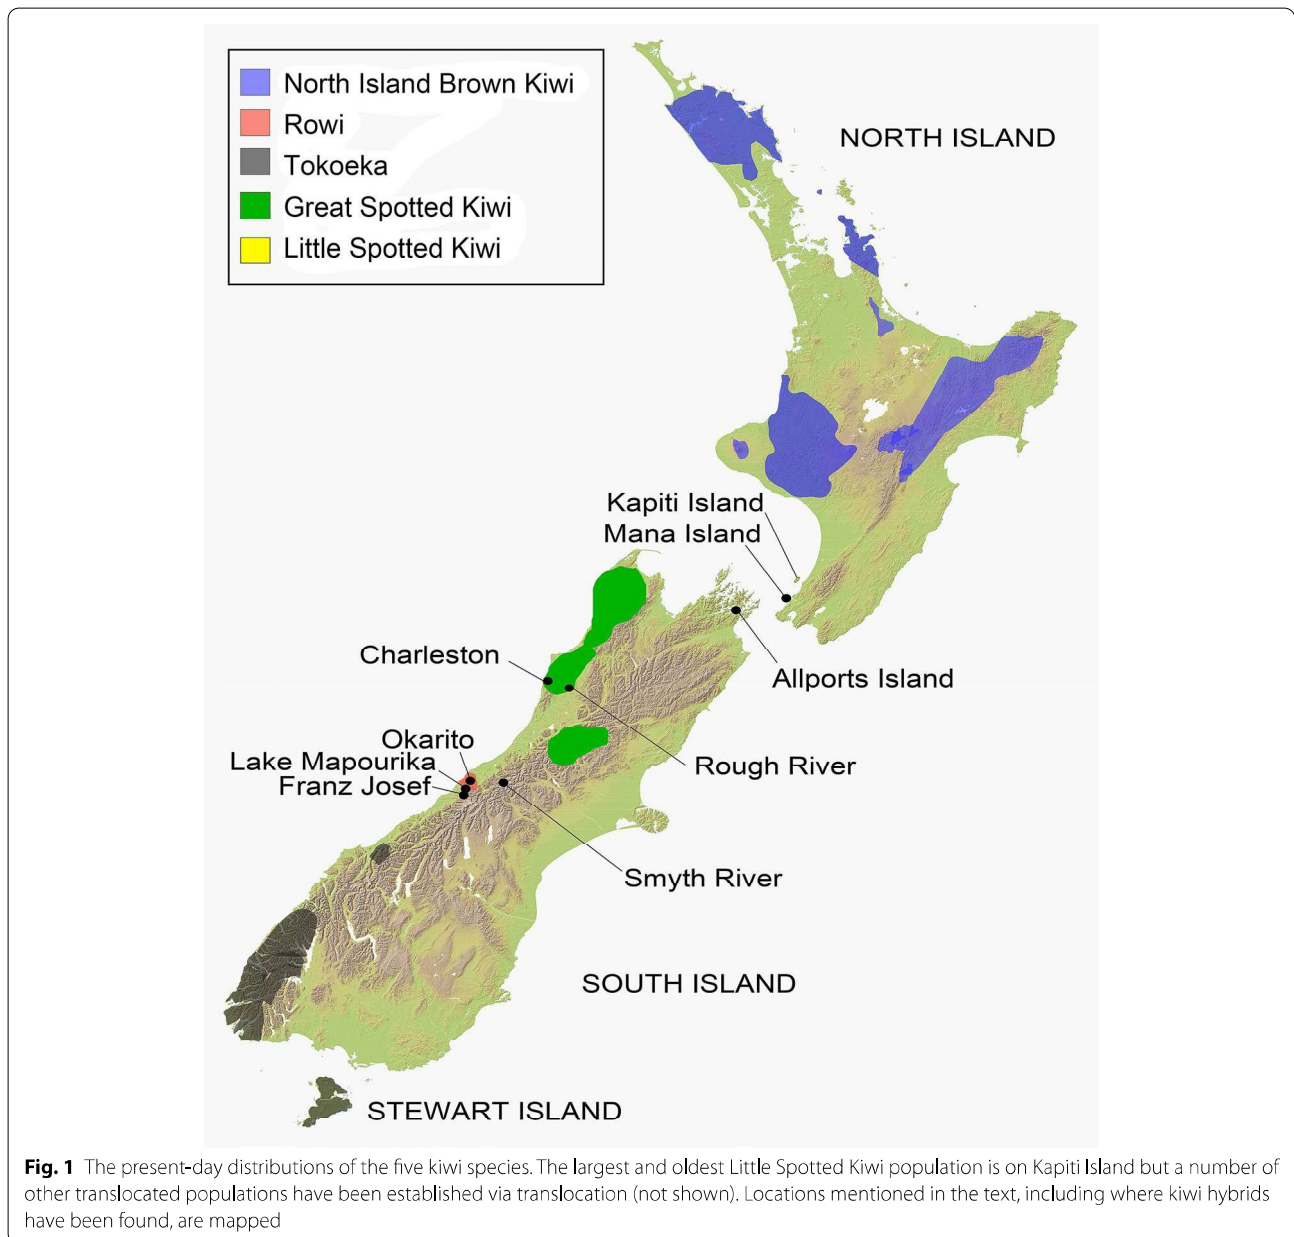 North Island Brown Kiwi
Rowi
Tokoeka
Great Spotted Kiwi
Little Spotted Kiwi
NORTH ISLAND
Kapiti Island
Mana Island
Charleston
Allports Island
Okarito
Lake Mapourika
Franz Josef
Rough River
Smyth River
SOUTH ISLAND
STEWART ISLAND
Fig. 1 The present-day distributions of the five kiwi species. The largest and oldest Little Spotted Kiwi population is on Kapiti Island but a number of
other translocated populations have been established via translocation (not shown). Locations mentioned in the text, including where kiwi hybrids
have been found, are mapped